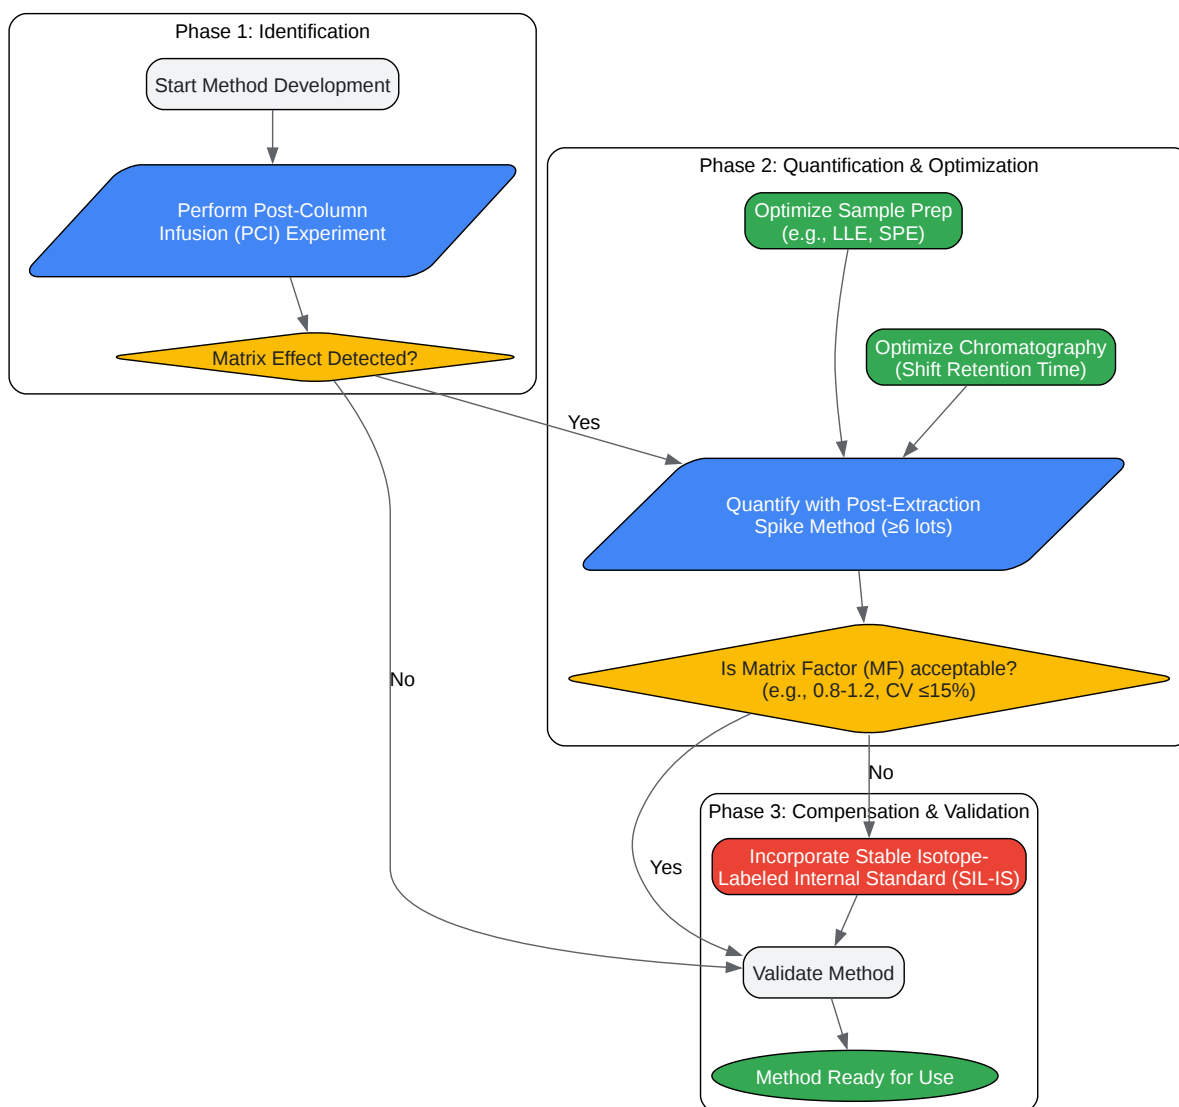 Phase 1: Identification
Start Method Development
Perform Post-Column
Infusion (PCI) Experiment
Matrix Effect Detected?
Phase 2: Quantification & Optimization
Optimize Sample Prep
(e.g., LLE, SPE)
Optimize Chromatography
(Shift Retention Time)
Yes
Quantify with Post-Extraction
Spike Method (≥6 lots)
Is Matrix Factor (MF) acceptable?
(e.g., 0.8-1.2, CV ≤15%)
No
No
Yes
Phase 3: Compensation & Validation
Incorporate Stable Isotope-
Labeled Internal Standard (SIL-IS)
Validate Method
Method Ready for Use